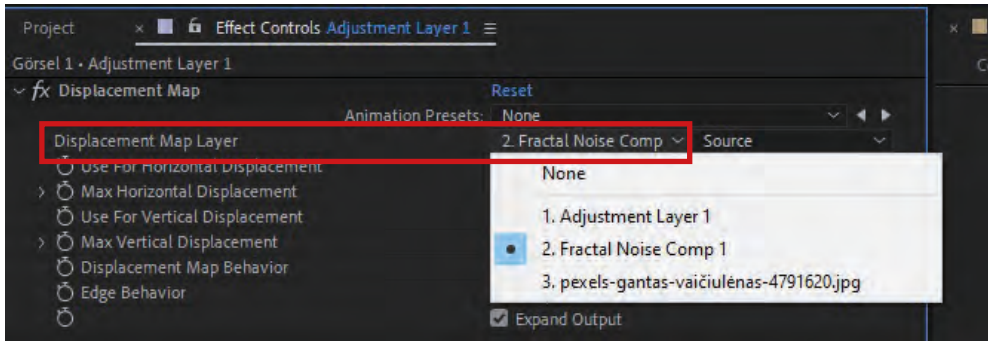 Project × Effect Controls Adjustment Layer 1 ×
Görsel 1 • Adjustment Layer 1
fx Displacement Map Reset
Animation Presets: None
Displacement Map Layer 2. Fractal Noise Comp Source
Use For Horizontal Displacement
None
Max Horizontal Displacement
Use For Vertical Displacement
1. Adjustment Layer 1
Max Vertical Displacement
2. Fractal Noise Comp 1
Displacement Map Behavior
3. pexels-gantas-vaičiulėnas-4791620.jpg
Edge Behavior
Expand Output